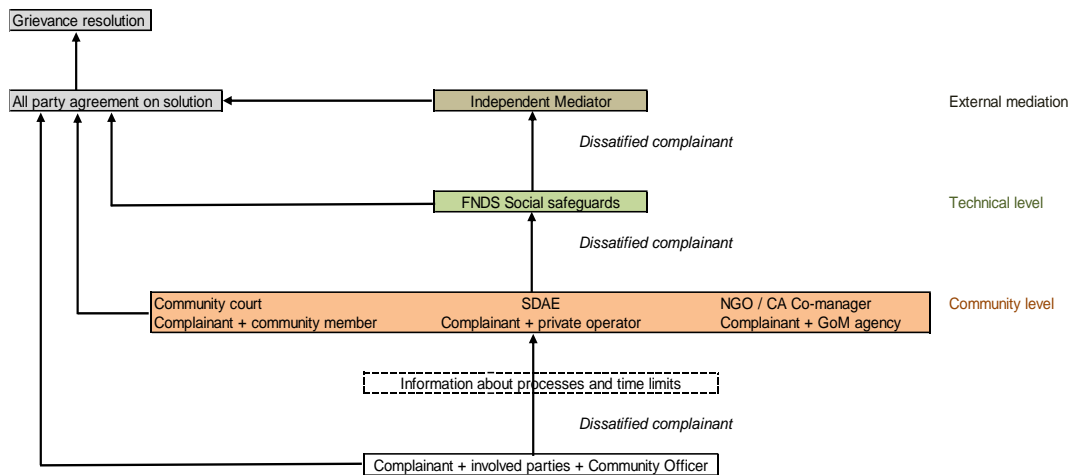 Grievance resolution
All party agreement on solution
Independent Mediator
External mediation
Dissatified complainant
FNDS Social safeguards
Technical level
Dissatified complainant
Community court
SDAE
NGO / CA Co-manager
Community level
Complainant + community member
Complainant + private operator
Complainant + GoM agency
Information about processes and time limits
Dissatified complainant
Complainant + involved parties + Community Officer